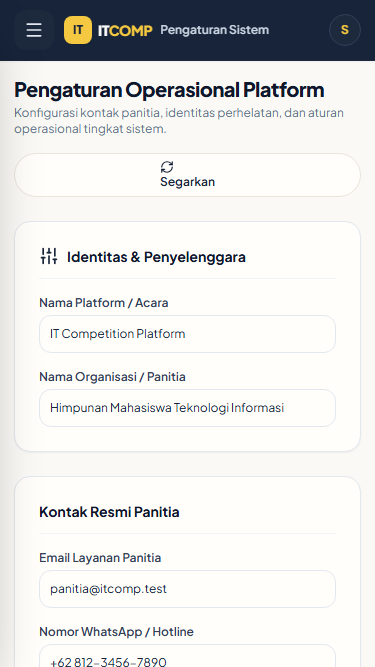 IT ITCOMP Pengaturan Sistem S
Pengaturan Operasional Platform
Konfigurasi kontak panitia, identitas perhelatan, dan aturan
operasional tingkat sistem.
Segarkan
Identitas & Penyelenggara
Nama Platform / Acara
IT Competition Platform
Nama Organisasi / Panitia
Himpunan Mahasiswa Teknologi Informasi
Kontak Resmi Panitia
Email Layanan Panitia
panitia@itcomp.test
Nomor WhatsApp / Hotline
+62 812-3456-7890